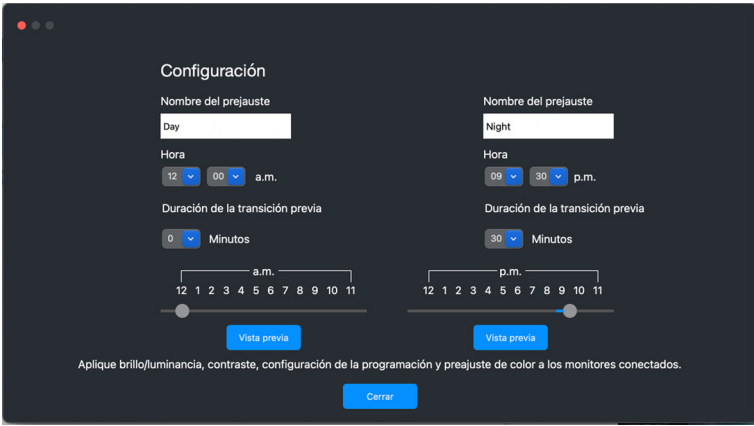 Configuración
Nombre del prejauste
Nombre del prejauste
Day
Night
Hora
Hora
12 00 a.m.
09 30 p.m.
Duración de la transición previa
Duración de la transición previa
0 Minutos
30 Minutos
a.m.
p.m.
12 1 2 3 4 5 6 7 8 9 10 11
12 1 2 3 4 5 6 7 8 9 10 11
Vista previa
Vista previa
Aplique brillo/luminancia, contraste, configuración de la programación y preajuste de color a los monitores conectados.
Cerrar